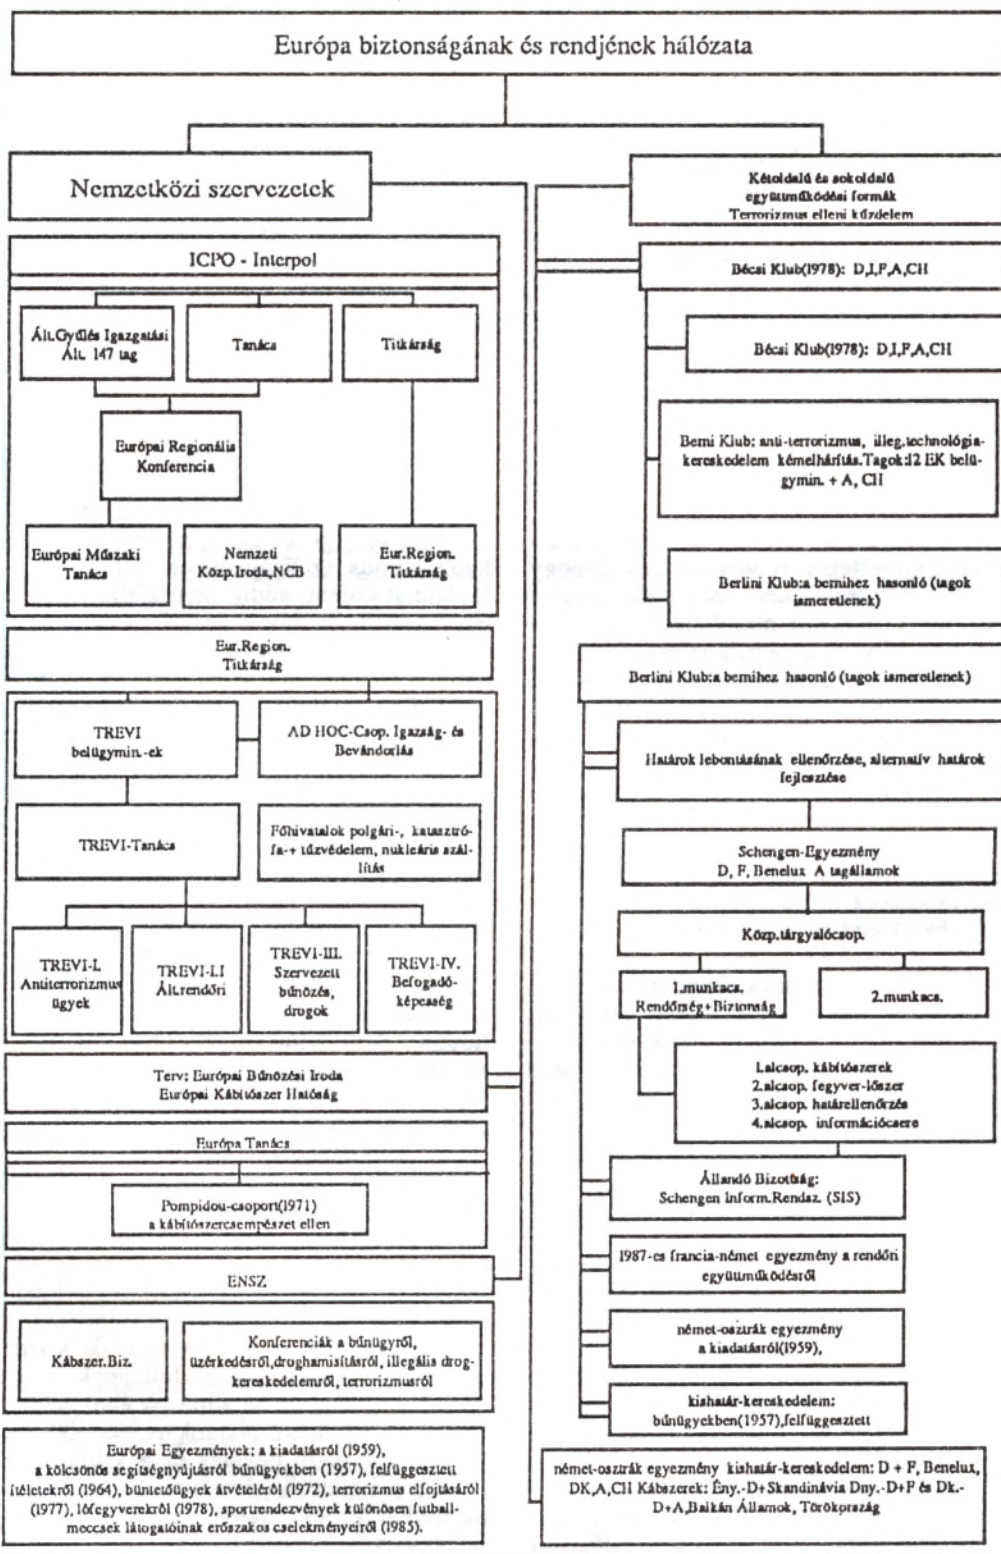 Európa biztonságának és rendjének hálózata
Nemzetközi szervezetek
ICPO - Interpol
Ált.Gyűlés Igazgatási
Ált. 147 tag
Tanács
Titkárság
Európai Regionális
Konferencia
Európai Műszaki
Tanács
Nemzeti
Közp.Iroda,NCB
Eur.Region.
Titkárság
Eur.Region.
Titkárság
TREVI
belügymin.-ek
AD HOC-Csop. Igazság- és
Bevándorlás
TREVI-Tanács
Főhivatalok polgári-, katasztró-
fa-+ tűzvédelem, nukleáris szál-
lítás
TREVI-I.
Antiterrorizmus
ügyek
TREVI-I.I
Ált.rendőri
TREVI-III.
Szervezett
bűnözés,
drogok
TREVI-IV.
Befogadó-
képesség
Terv: Európai Bűnözési Iroda
Európai Kábítószer Hatóság
Európa Tanács
Pompidou-csoport(1971)
a kábítószercsempészet ellen
ENSZ
Kábszer.Biz.
Konferenciák a bűnügyről,
üzérkedésről,droghamisításról, illegális drog-
kereskedelemről, terrorizmusról
Európai Egyezmények: a kiadatásról (1959),
a kölcsönös segítségnyújtásról bűnügyekben (1957), felfüggesztett
ítéletekről (1964), büntetőügyek átvételéről (1972), terrorizmus elfojtásáról
(1977), lőfegyverekről (1978), sportrendezvények különösen futball-
meccsek látogatóinak erőszakos cselekményeiről (1985).
Kétoldalú és sokoldalú
együttműködési formák
Terrorizmus elleni küzdelem
Bécsi Klub(1978): D,I,F,A,CH
Bécsi Klub(1978): D,I,F,A,CH
Berni Klub: anti-terrorizmus, illeg.technológia-
kereskedelem kémelhárítás.Tagok:12 EK belü-
gymin. + A, CH
Berlini Klub:a bernihez hasonló (tagok
ismeretlenek)
Berlini Klub:a bernihez hasonló (tagok ismeretlenek)
Határok lebontásának ellenőrzése, alternatív határok
fejlesztése
Schengen-Egyezmény
D, F, Benelux A tagállamok
Közp.tárgyalócsop.
1.munkacs.
Rendőrség+Biztonság
2.munkacs.
1.alcsop. kábítószerek
2.alcsop. fegyver-lőszer
3.alcsop. határellenőrzés
4.alcsop. információcsere
Állandó Bizottság:
Schengen Inform.Rendsz. (SIS)
1987-es francia-német egyezmény a rendőri
együttműködésről
német-osztrák egyezmény
a kiadatásról(1959),
kishatár-kereskedelem:
bűnügyekben(1957),felfüggesztett
német-osztrák egyezmény kishatár-kereskedelem: D + F, Benelux,
DK,A,CH Kábszerek: Ény.-D+Skandinávia Dny.-D+F és Dk.-
D+A,Balkán Államok, Törökország